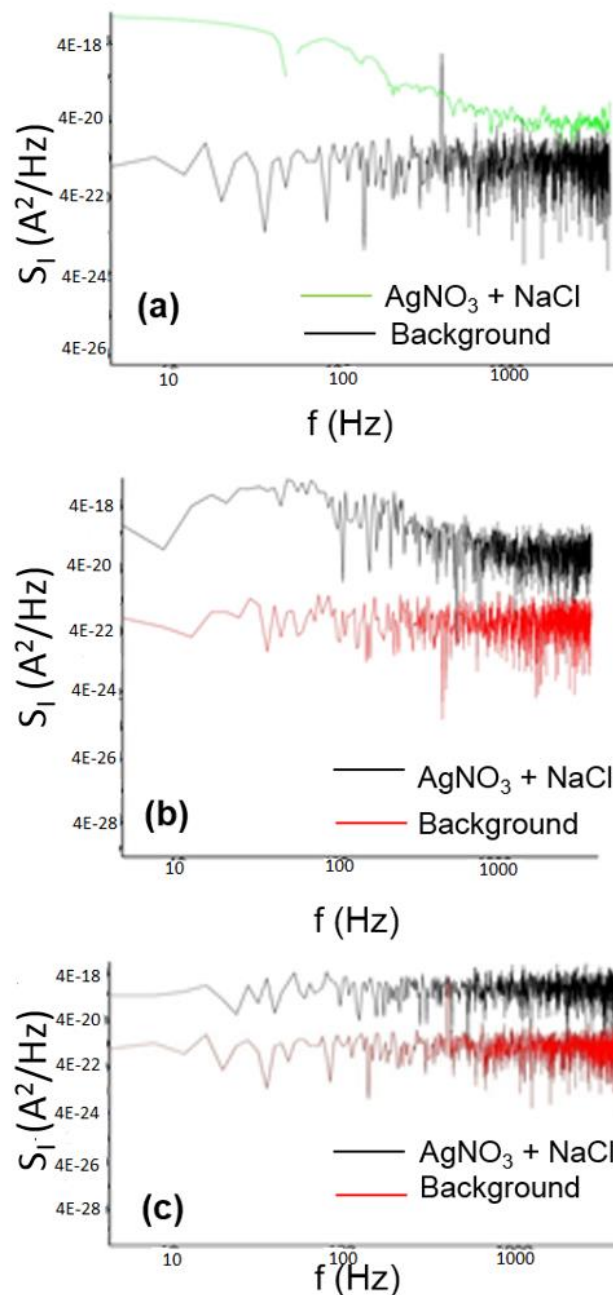 4E-18
4E-20
4E-22
4E-24
4E-26
S_I (A²/Hz)
(a)
AgNO₃ + NaCl
Background
10 100 1000
f (Hz)
4E-18
4E-20
4E-22
4E-24
4E-26
4E-28
S_I (A²/Hz)
(b)
AgNO₃ + NaCl
Background
10 100 1000
f (Hz)
4E-18
4E-20
4E-22
4E-24
4E-26
4E-28
S_I (A²/Hz)
(c)
AgNO₃ + NaCl
Background
10 100 1000
f (Hz)